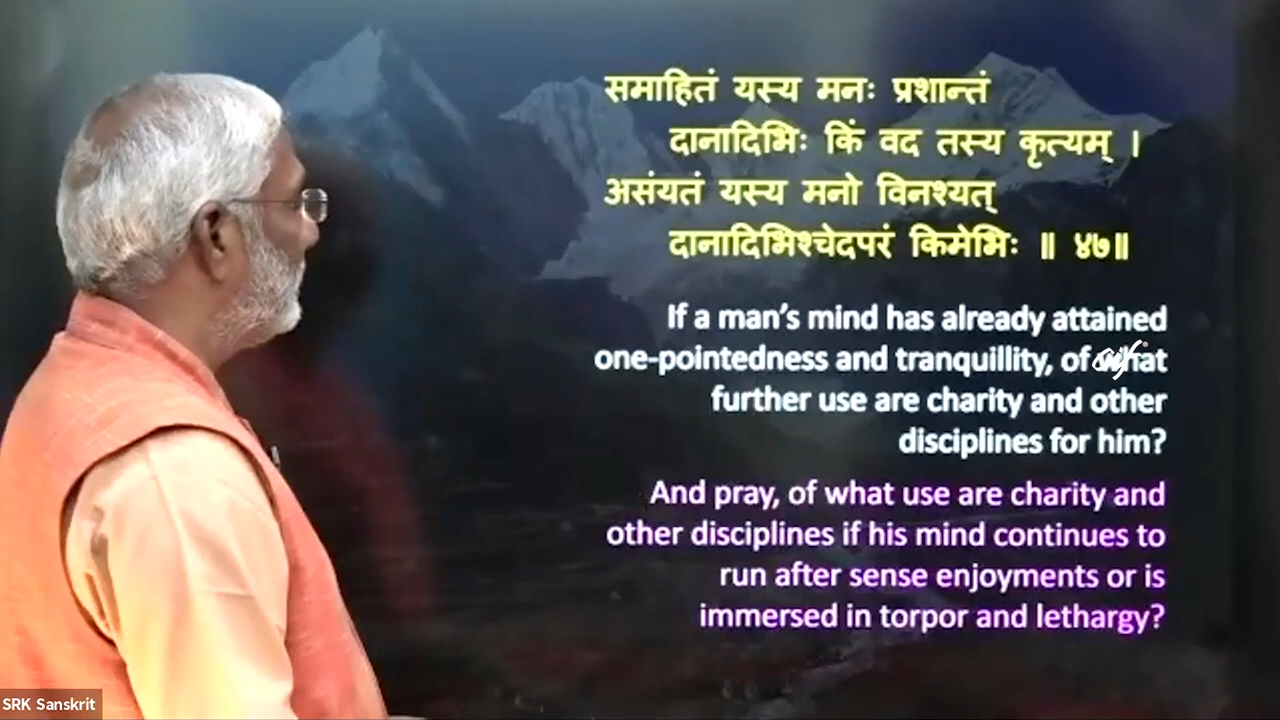 समाहितं यस्य मनः प्रशान्तं
दानादिभिः किं वद तस्य कृत्यम् ।
असंयतं यस्य मनो विनश्यत्
दानादिभिश्चेदपरं किमेभिः ॥ ४७॥
If a man’s mind has already attained
one-pointedness and tranquillity, of what
further use are charity and other
disciplines for him?
And pray, of what use are charity and
other disciplines if his mind continues to
run after sense enjoyments or is
immersed in torpor and lethargy?
SRK Sanskrit